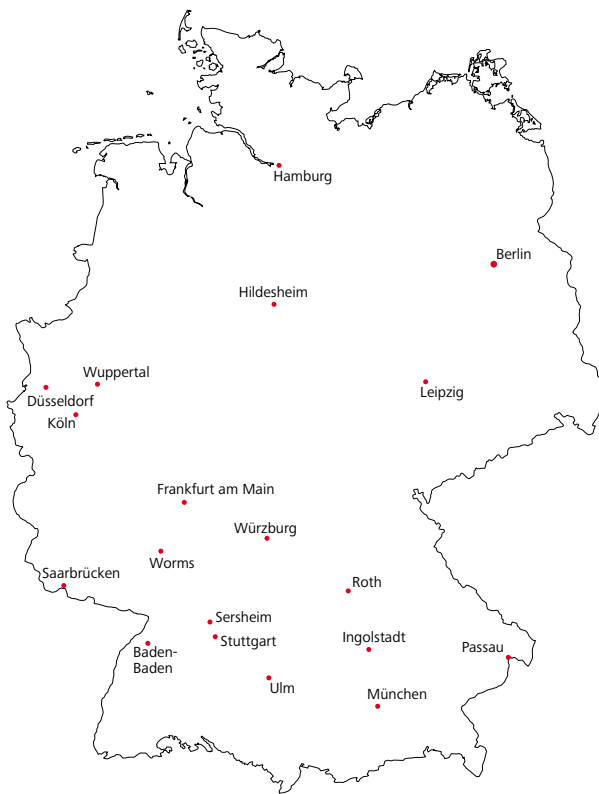 Hamburg
Berlin
Hildesheim
Wuppertal
Düsseldorf
Leipzig
Köln
Frankfurt am Main
Würzburg
Worms
Saarbrücken
Roth
Sersheim
Stuttgart
Ingolstadt
Passau
Baden-
Baden
Ulm
München